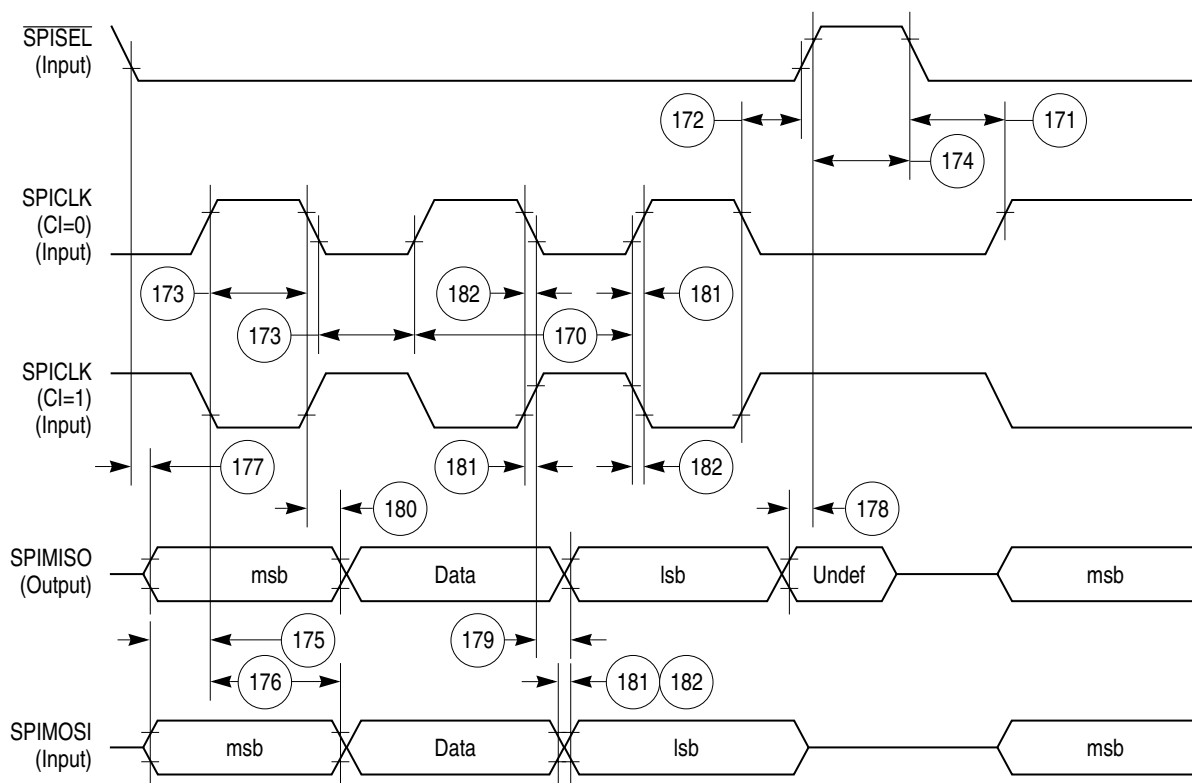 SPISEL
(Input)
172
171
174
SPICLK
(CI=0)
(Input)
173
182
181
173
170
SPICLK
(CI=1)
(Input)
177
181
182
180
178
SPIMISO
(Output)
msb
Data
lsb
Undef
msb
175
179
176
181
182
SPIMOSI
(Input)
msb
Data
lsb
msb